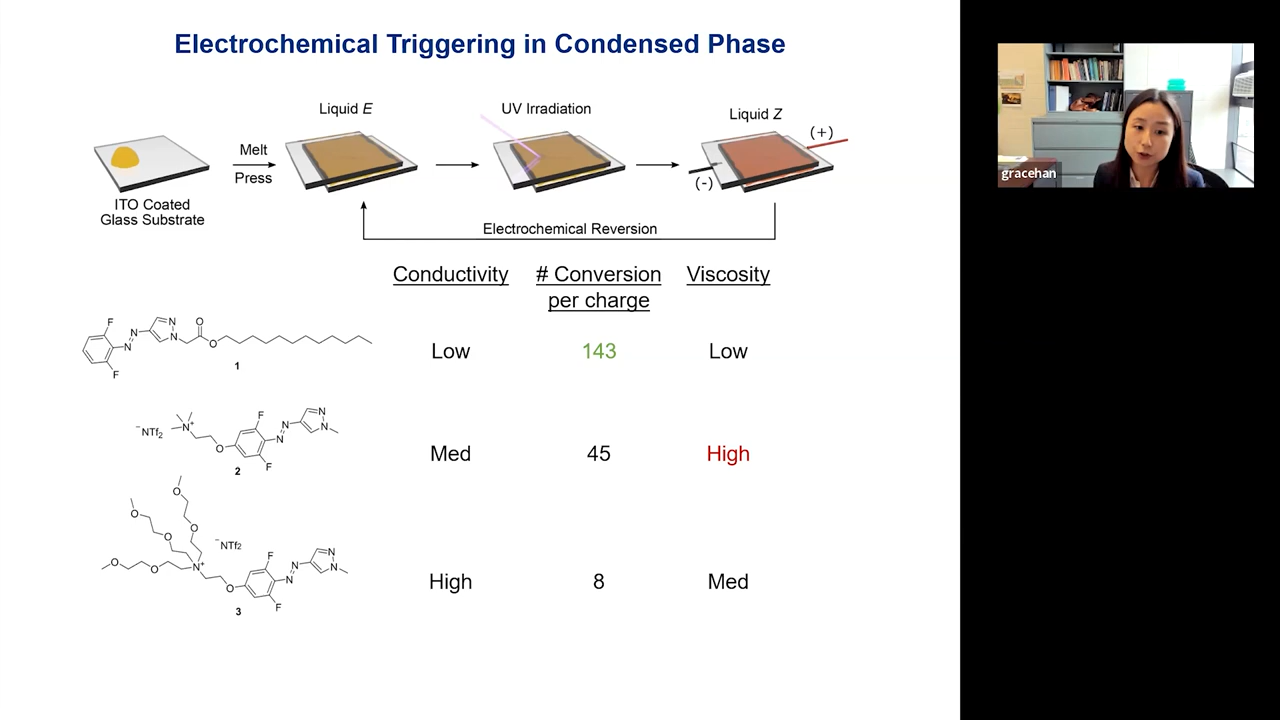 Electrochemical Triggering in Condensed Phase
Liquid E
UV Irradiation
Liquid Z
(+)
(-)
Melt
Press
ITO Coated
Glass Substrate
Electrochemical Reversion
Conductivity
# Conversion
per charge
Viscosity
F
N
N
N
N
O
O
F
1
Low
143
Low
⁻NTf2
N⁺
O
F
N
N
N
N
F
2
Med
45
High
O
O
O
O
O
O
N⁺
⁻NTf2
O
F
N
N
N
N
F
3
High
8
Med
gracehan